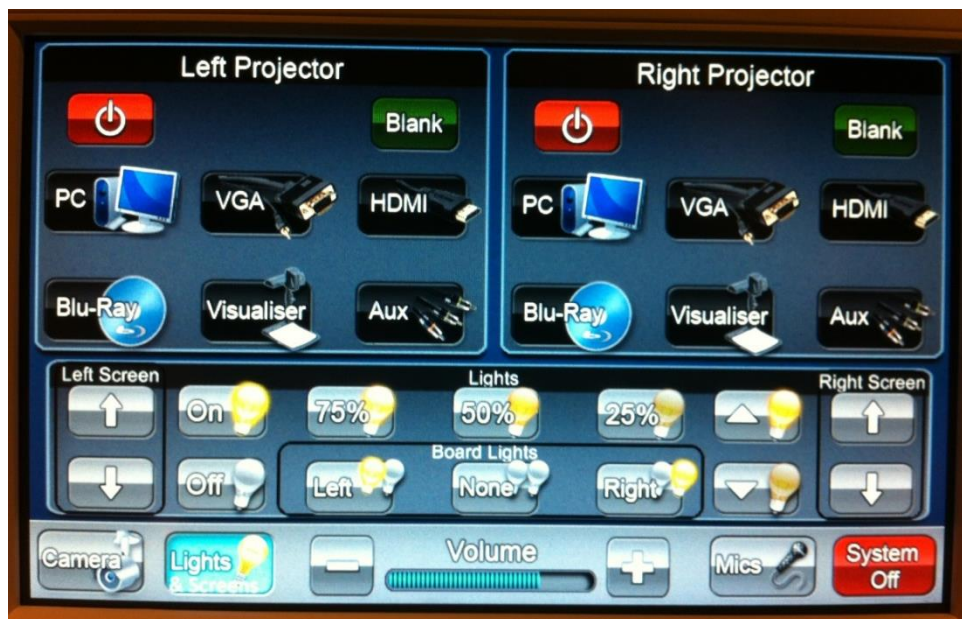 Left Projector
Blank
PC VGA HDMI
Blu-Ray Visualiser Aux
Right Projector
Blank
PC VGA HDMI
Blu-Ray Visualiser Aux
Left Screen
Lights
Right Screen
On 75% 50% 25%
Board Lights
Off Left None Right
Camera
Lights
& Screens
Volume
Mics
System
Off